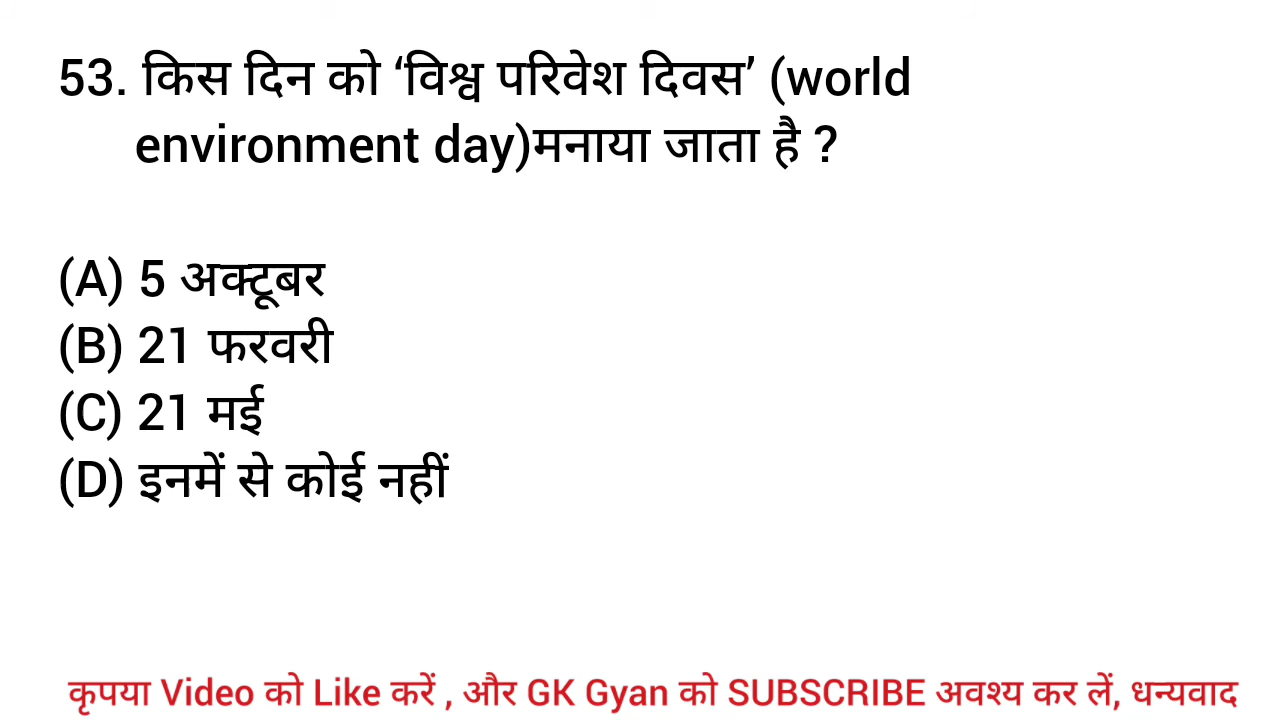 53. किस दिन को ‘विश्व परिवेश दिवस’ (world
environment day)मनाया जाता है ?
(A) 5 अक्टूबर
(B) 21 फरवरी
(C) 21 मई
(D) इनमें से कोई नहीं
कृपया Video को Like करें , और GK Gyan को SUBSCRIBE अवश्य कर लें, धन्यवाद